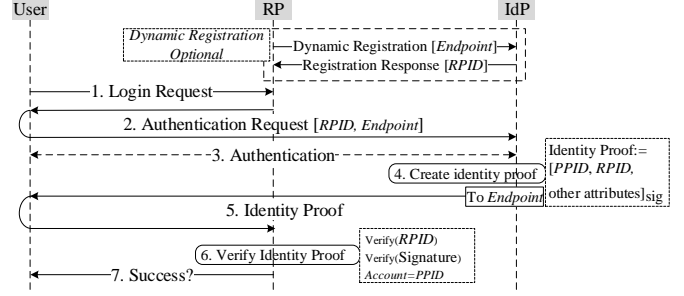 User RP IdP
Dynamic Registration
Optional
Dynamic Registration [Endpoint]
Registration Response [RPID]
1. Login Request
2. Authentication Request [RPID, Endpoint]
3. Authentication
4. Create identity proof
Identity Proof:=
[PPID, RPID,
other attributes]sig
To Endpoint
5. Identity Proof
6. Verify Identity Proof
Verify(RPID)
Verify(Signature)
Account=PPID
7. Success?